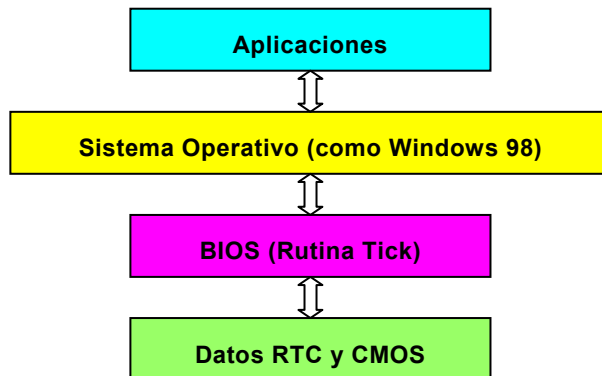 Aplicaciones
Sistema Operativo (como Windows 98)
BIOS (Rutina Tick)
Datos RTC y CMOS